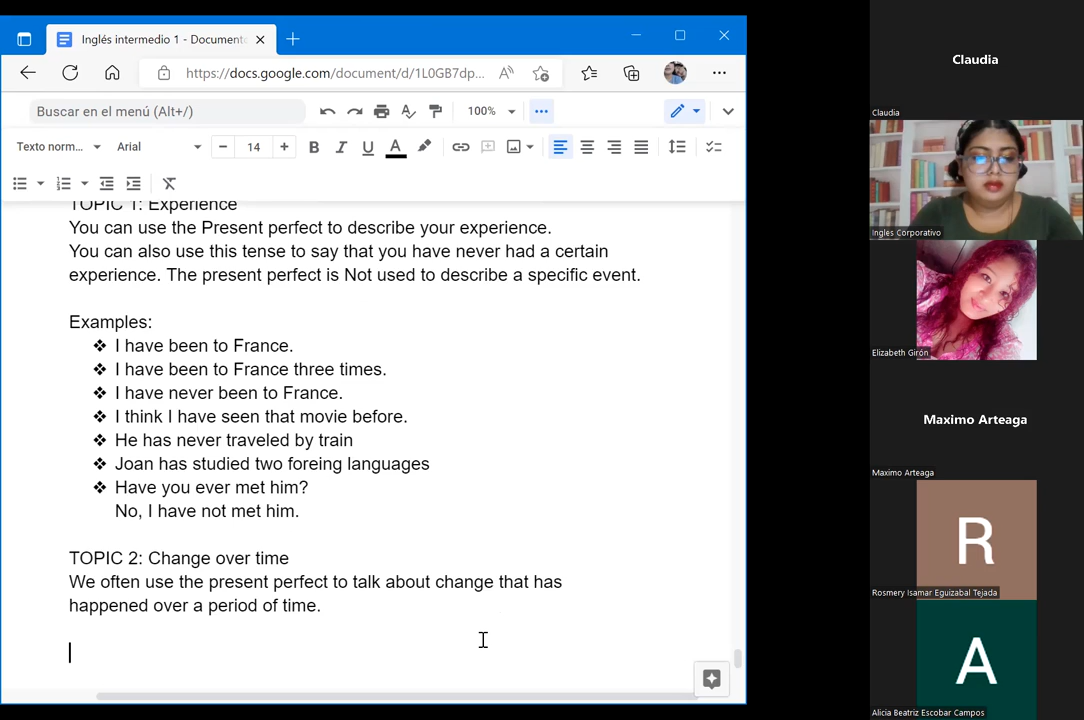 Inglés intermedio 1 - Documento
https://docs.google.com/document/d/1L0GB7dp...
Buscar en el menú (Alt+/)
100%
Texto norm...
Arial
14
TOPIC 1: Experience
You can use the Present perfect to describe your experience.
You can also use this tense to say that you have never had a certain
experience. The present perfect is Not used to describe a specific event.
Examples:
I have been to France.
I have been to France three times.
I have never been to France.
I think I have seen that movie before.
He has never traveled by train
Joan has studied two foreing languages
Have you ever met him?
No, I have not met him.
TOPIC 2: Change over time
We often use the present perfect to talk about change that has
happened over a period of time.
Claudia
Claudia
Ingles Corporativo
Elizabeth Girón
Maximo Arteaga
Maximo Arteaga
R
Rosmery Isamar Eguizabal Tejada
A
Alicia Beatriz Escobar Campos